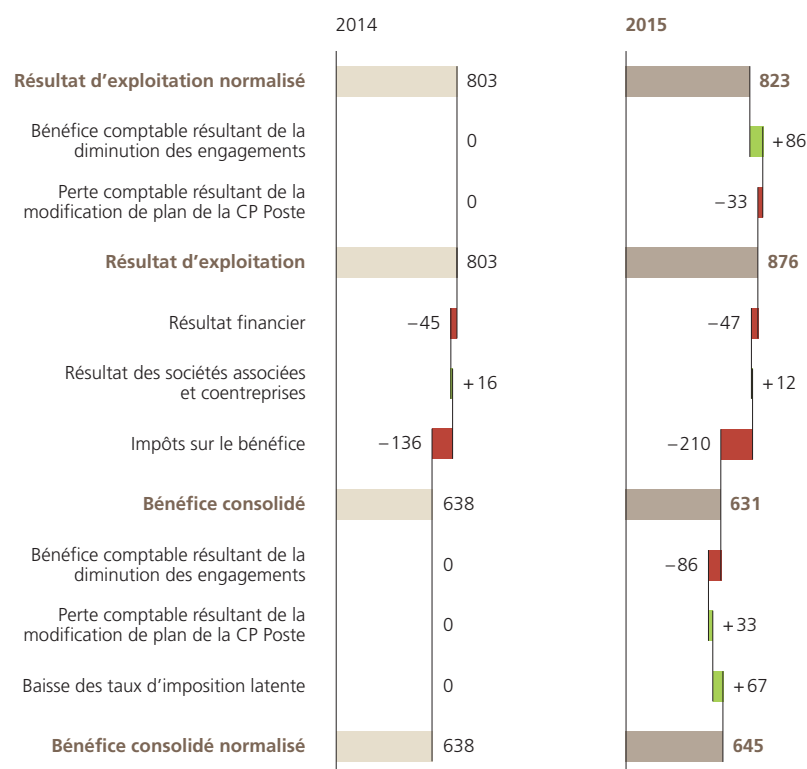 2014 2015
Résultat d’exploitation normalisé 803 823
Bénéfice comptable résultant de la
diminution des engagements 0 +86
Perte comptable résultant de la
modification de plan de la CP Poste 0 –33
Résultat d’exploitation 803 876
Résultat financier –45 –47
Résultat des sociétés associées
et coentreprises +16 +12
Impôts sur le bénéfice –136 –210
Bénéfice consolidé 638 631
Bénéfice comptable résultant de la
diminution des engagements 0 –86
Perte comptable résultant de la
modification de plan de la CP Poste 0 +33
Baisse des taux d’imposition latente 0 +67
Bénéfice consolidé normalisé 638 645